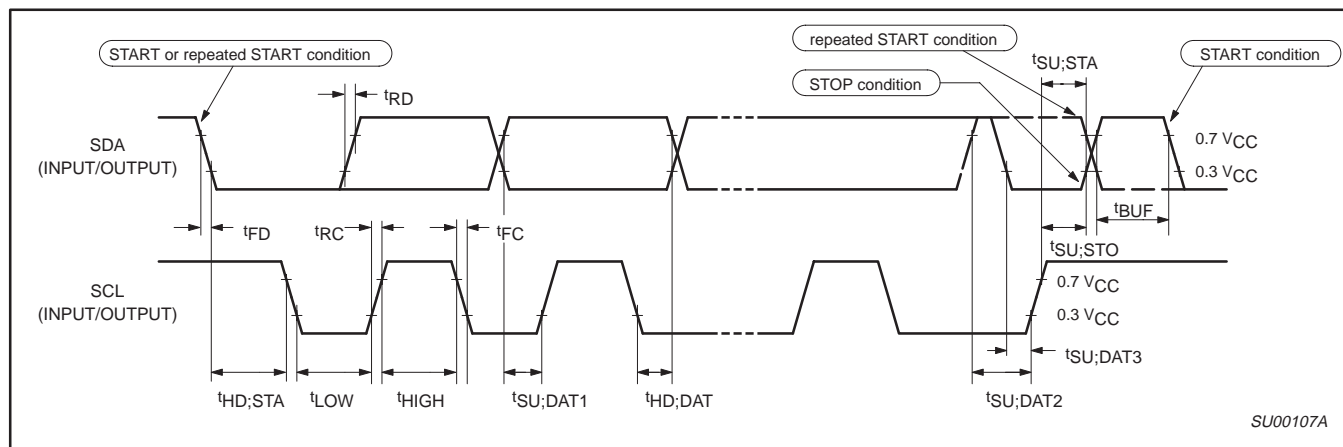 START or repeated START condition
repeated START condition
START condition
tSU;STA
STOP condition
tRD
SDA
(INPUT/OUTPUT)
0.7 VCC
0.3 VCC
tBUF
tFD
tRC
tFC
tSU;STO
SCL
(INPUT/OUTPUT)
0.7 VCC
0.3 VCC
tSU;DAT3
tHD;STA
tLOW
tHIGH
tSU;DAT1
tHD;DAT
tSU;DAT2
SU00107A